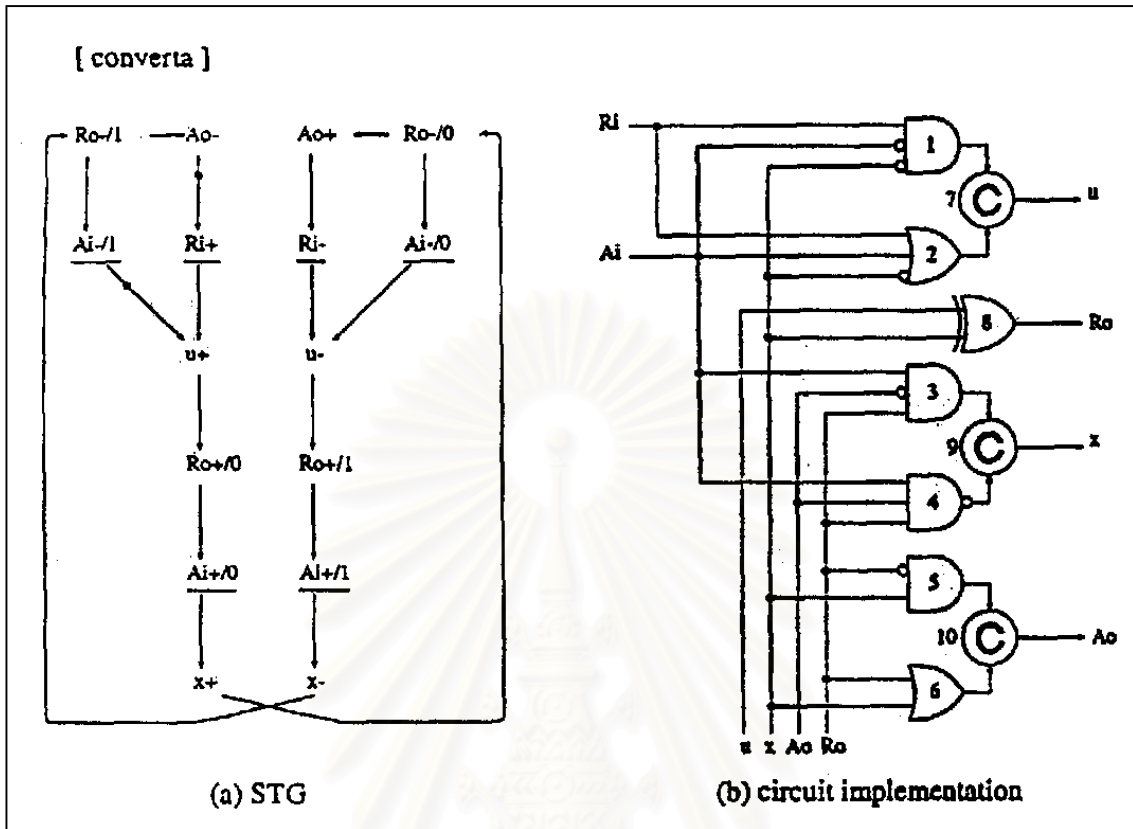 [ converta ]
Ro-/1 Ao- Ao+ Ro-/0
Ai-/1 Ri+ Ri- Ai-/0
u+ u-
Ro+/0 Ro+/1
Ai+/0 Ai+/1
x+ x-
(a) STG
Ri
1
7 C u
Ai
2
8 Ro
3
9 C x
4
5
10 C Ao
6
u x Ao Ro
(b) circuit implementation